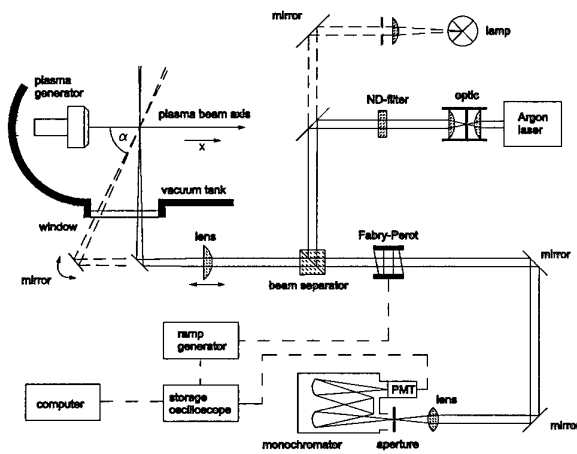 mirror
lamp
plasma
generator
ND-filter
optic
Argon
laser
plasma beam axis
α
x
vacuum tank
window
lens
Fabry-Perot
mirror
mirror
beam separator
ramp
generator
computer
storage
oscilloscope
PMT
lens
monochromator
aperture
mirror